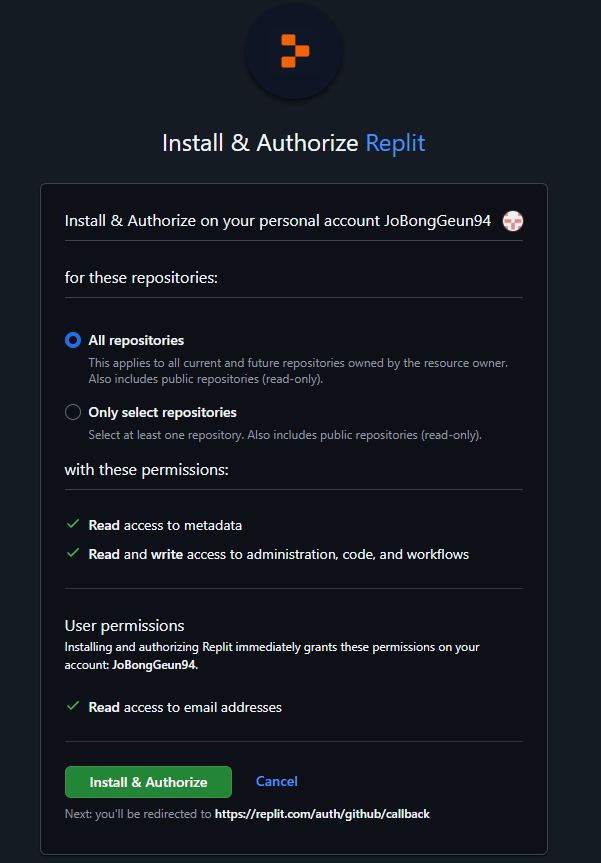 Install & Authorize Replit
Install & Authorize on your personal account JoBongGeun94
for these repositories:
All repositories
This applies to all current and future repositories owned by the resource owner.
Also includes public repositories (read-only).
Only select repositories
Select at least one repository. Also includes public repositories (read-only).
with these permissions:
Read access to metadata
Read and write access to administration, code, and workflows
User permissions
Installing and authorizing Replit immediately grants these permissions on your
account: JoBongGeun94.
Read access to email addresses
Install & Authorize Cancel
Next: you'll be redirected to https://replit.com/auth/github/callback